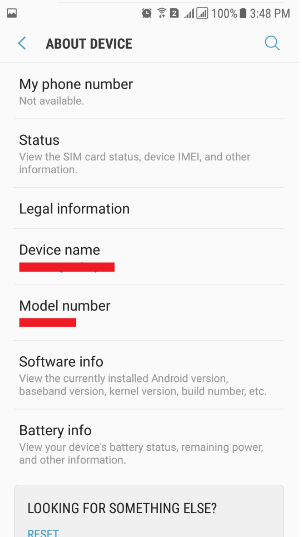 100% 3:48 PM
ABOUT DEVICE
My phone number
Not available.
Status
View the SIM card status, device IMEI, and other
information.
Legal information
Device name
Model number
Software info
View the currently installed Android version,
baseband version, kernel version, build number, etc.
Battery info
View your device's battery status, remaining power,
and other information.
LOOKING FOR SOMETHING ELSE?
RESET